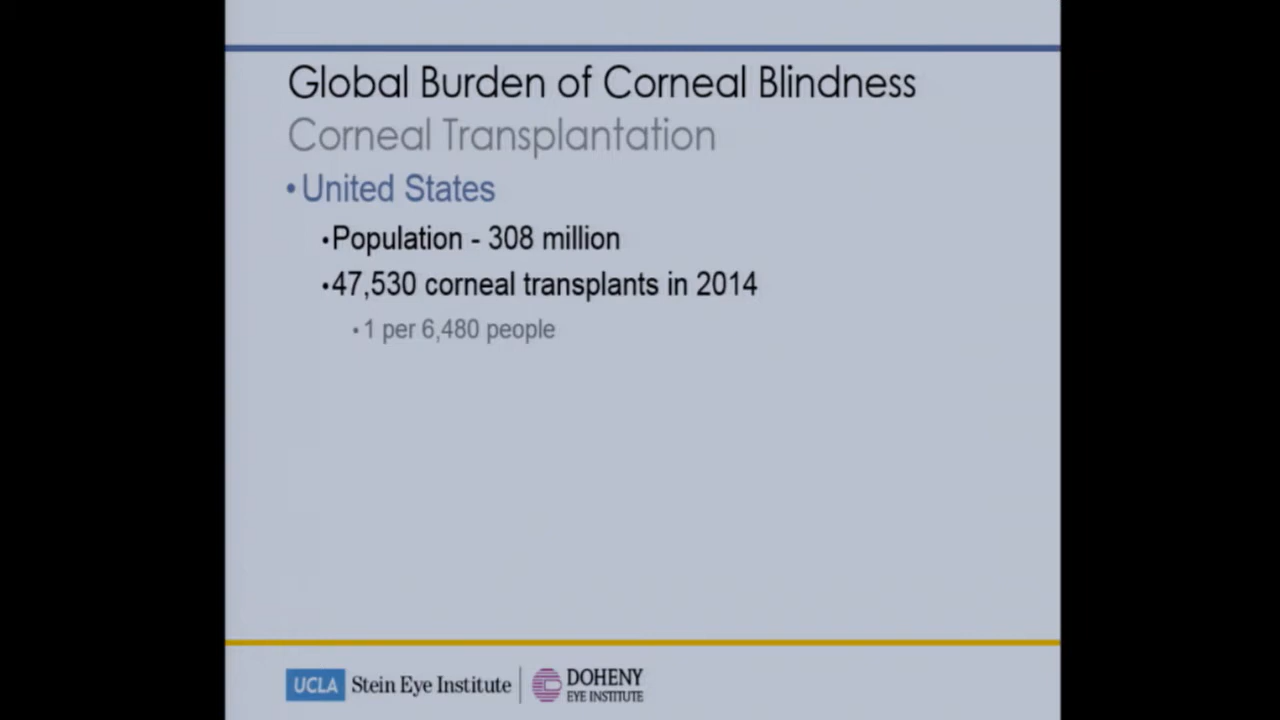 Global Burden of Corneal Blindness
Corneal Transplantation
•United States
•Population - 308 million
•47,530 corneal transplants in 2014
•1 per 6,480 people
UCLA Stein Eye Institute | DOHENY
EYE INSTITUTE